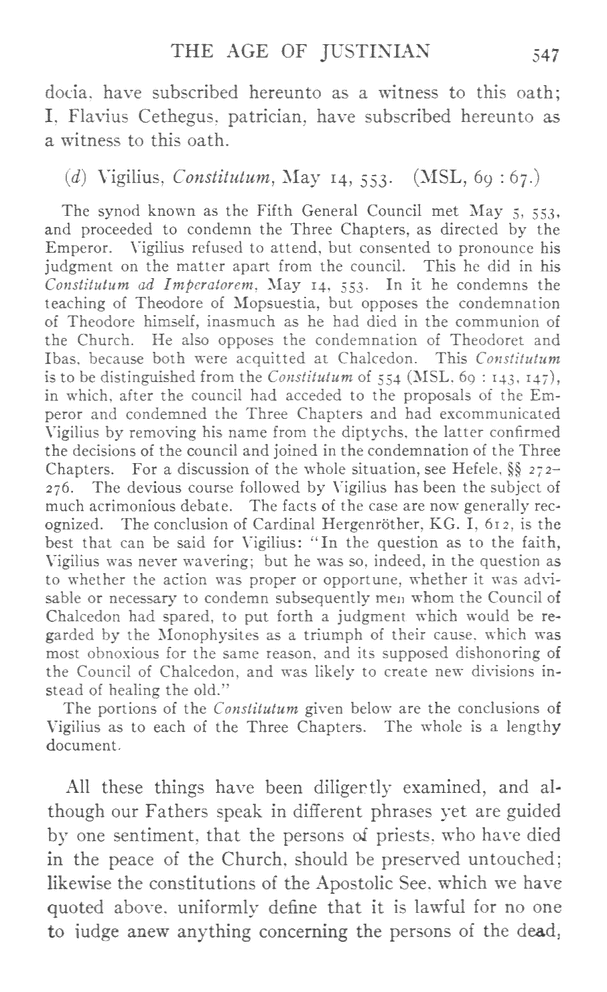 THE AGE OF JUSTINIAN 547
docia, have subscribed hereunto as a witness to this oath;
I, Flavius Cethegus, patrician, have subscribed hereunto as
a witness to this oath.
(d) Vigilius, Constitutum, May 14, 553. (MSL, 69 : 67.)
The synod known as the Fifth General Council met May 5, 553,
and proceeded to condemn the Three Chapters, as directed by the
Emperor. Vigilius refused to attend, but consented to pronounce his
judgment on the matter apart from the council. This he did in his
Constitutum ad Imperatorem, May 14, 553. In it he condemns the
teaching of Theodore of Mopsuestia, but opposes the condemnation
of Theodore himself, inasmuch as he had died in the communion of
the Church. He also opposes the condemnation of Theodoret and
Ibas, because both were acquitted at Chalcedon. This Constitutum
is to be distinguished from the Constitutum of 554 (MSL, 69 : 143, 147),
in which, after the council had acceded to the proposals of the Em-
peror and condemned the Three Chapters and had excommunicated
Vigilius by removing his name from the diptychs, the latter confirmed
the decisions of the council and joined in the condemnation of the Three
Chapters. For a discussion of the whole situation, see Hefele, §§ 272–
276. The devious course followed by Vigilius has been the subject of
much acrimonious debate. The facts of the case are now generally rec-
ognized. The conclusion of Cardinal Hergenröther, KG. I, 612, is the
best that can be said for Vigilius: “In the question as to the faith,
Vigilius was never wavering; but he was so, indeed, in the question as
to whether the action was proper or opportune, whether it was advi-
sable or necessary to condemn subsequently men whom the Council of
Chalcedon had spared, to put forth a judgment which would be re-
garded by the Monophysites as a triumph of their cause, which was
most obnoxious for the same reason, and its supposed dishonoring of
the Council of Chalcedon, and was likely to create new divisions in-
stead of healing the old.”
The portions of the Constitutum given below are the conclusions of
Vigilius as to each of the Three Chapters. The whole is a lengthy
document.
All these things have been diligently examined, and al-
though our Fathers speak in different phrases yet are guided
by one sentiment, that the persons of priests, who have died
in the peace of the Church, should be preserved untouched;
likewise the constitutions of the Apostolic See, which we have
quoted above, uniformly define that it is lawful for no one
to judge anew anything concerning the persons of the dead,